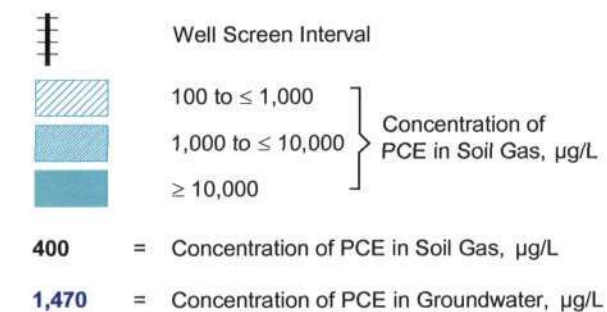 Well Screen Interval
100 to ≤ 1,000
1,000 to ≤ 10,000
≥ 10,000
Concentration of
PCE in Soil Gas, µg/L
400 = Concentration of PCE in Soil Gas, µg/L
1,470 = Concentration of PCE in Groundwater, µg/L